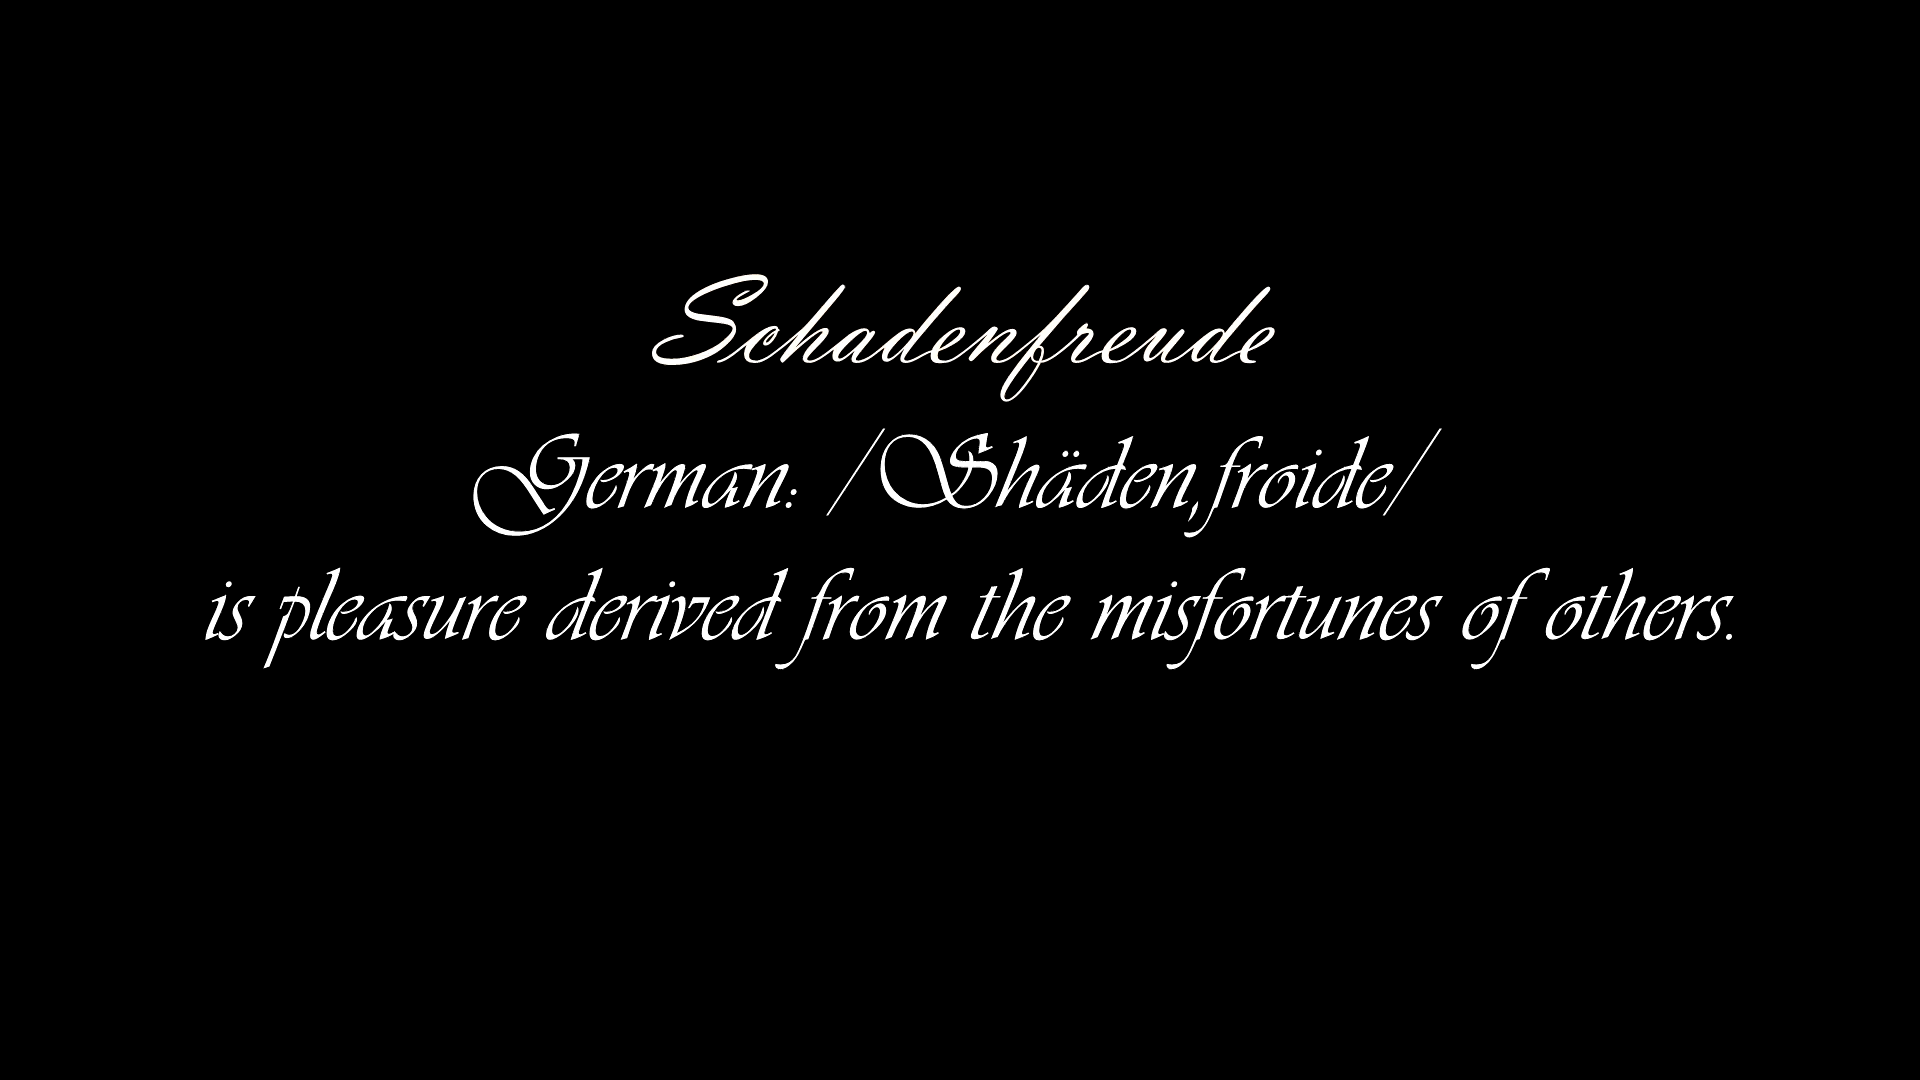 Schadenfreude
German: /Shäden,froide/
is pleasure derived from the misfortunes of others.